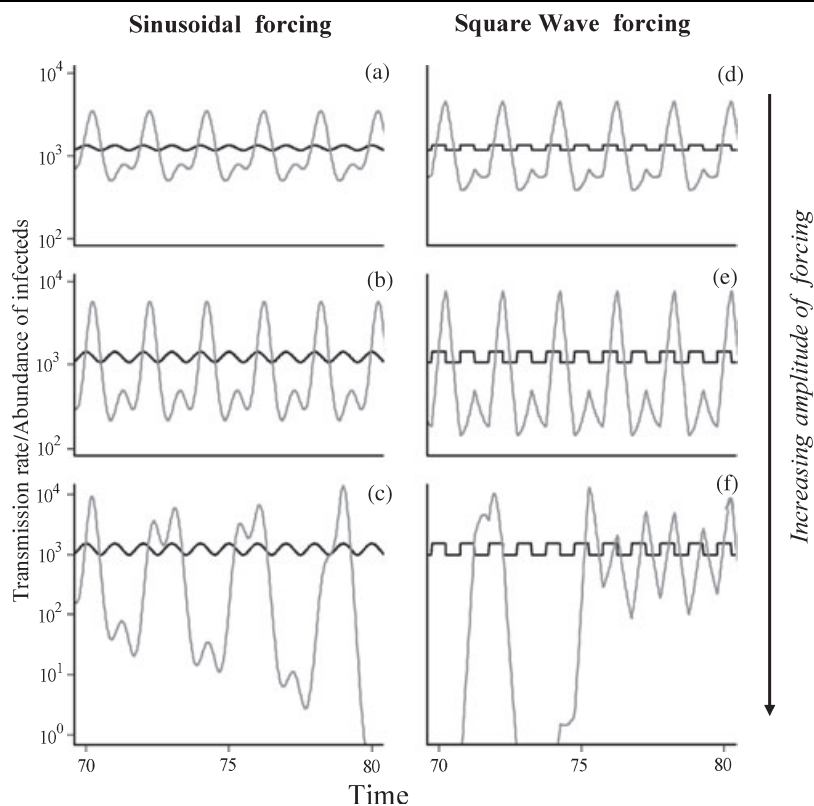 Sinusoidal forcing
Square Wave forcing
(a)
10⁴
10³
10²
(d)
(b)
10⁴
10³
10²
(e)
(c)
10⁴
10³
10²
10¹
10⁰
(f)
70 75 80
70 75 80
Time
Transmission rate/Abundance of infecteds
Increasing amplitude of forcing